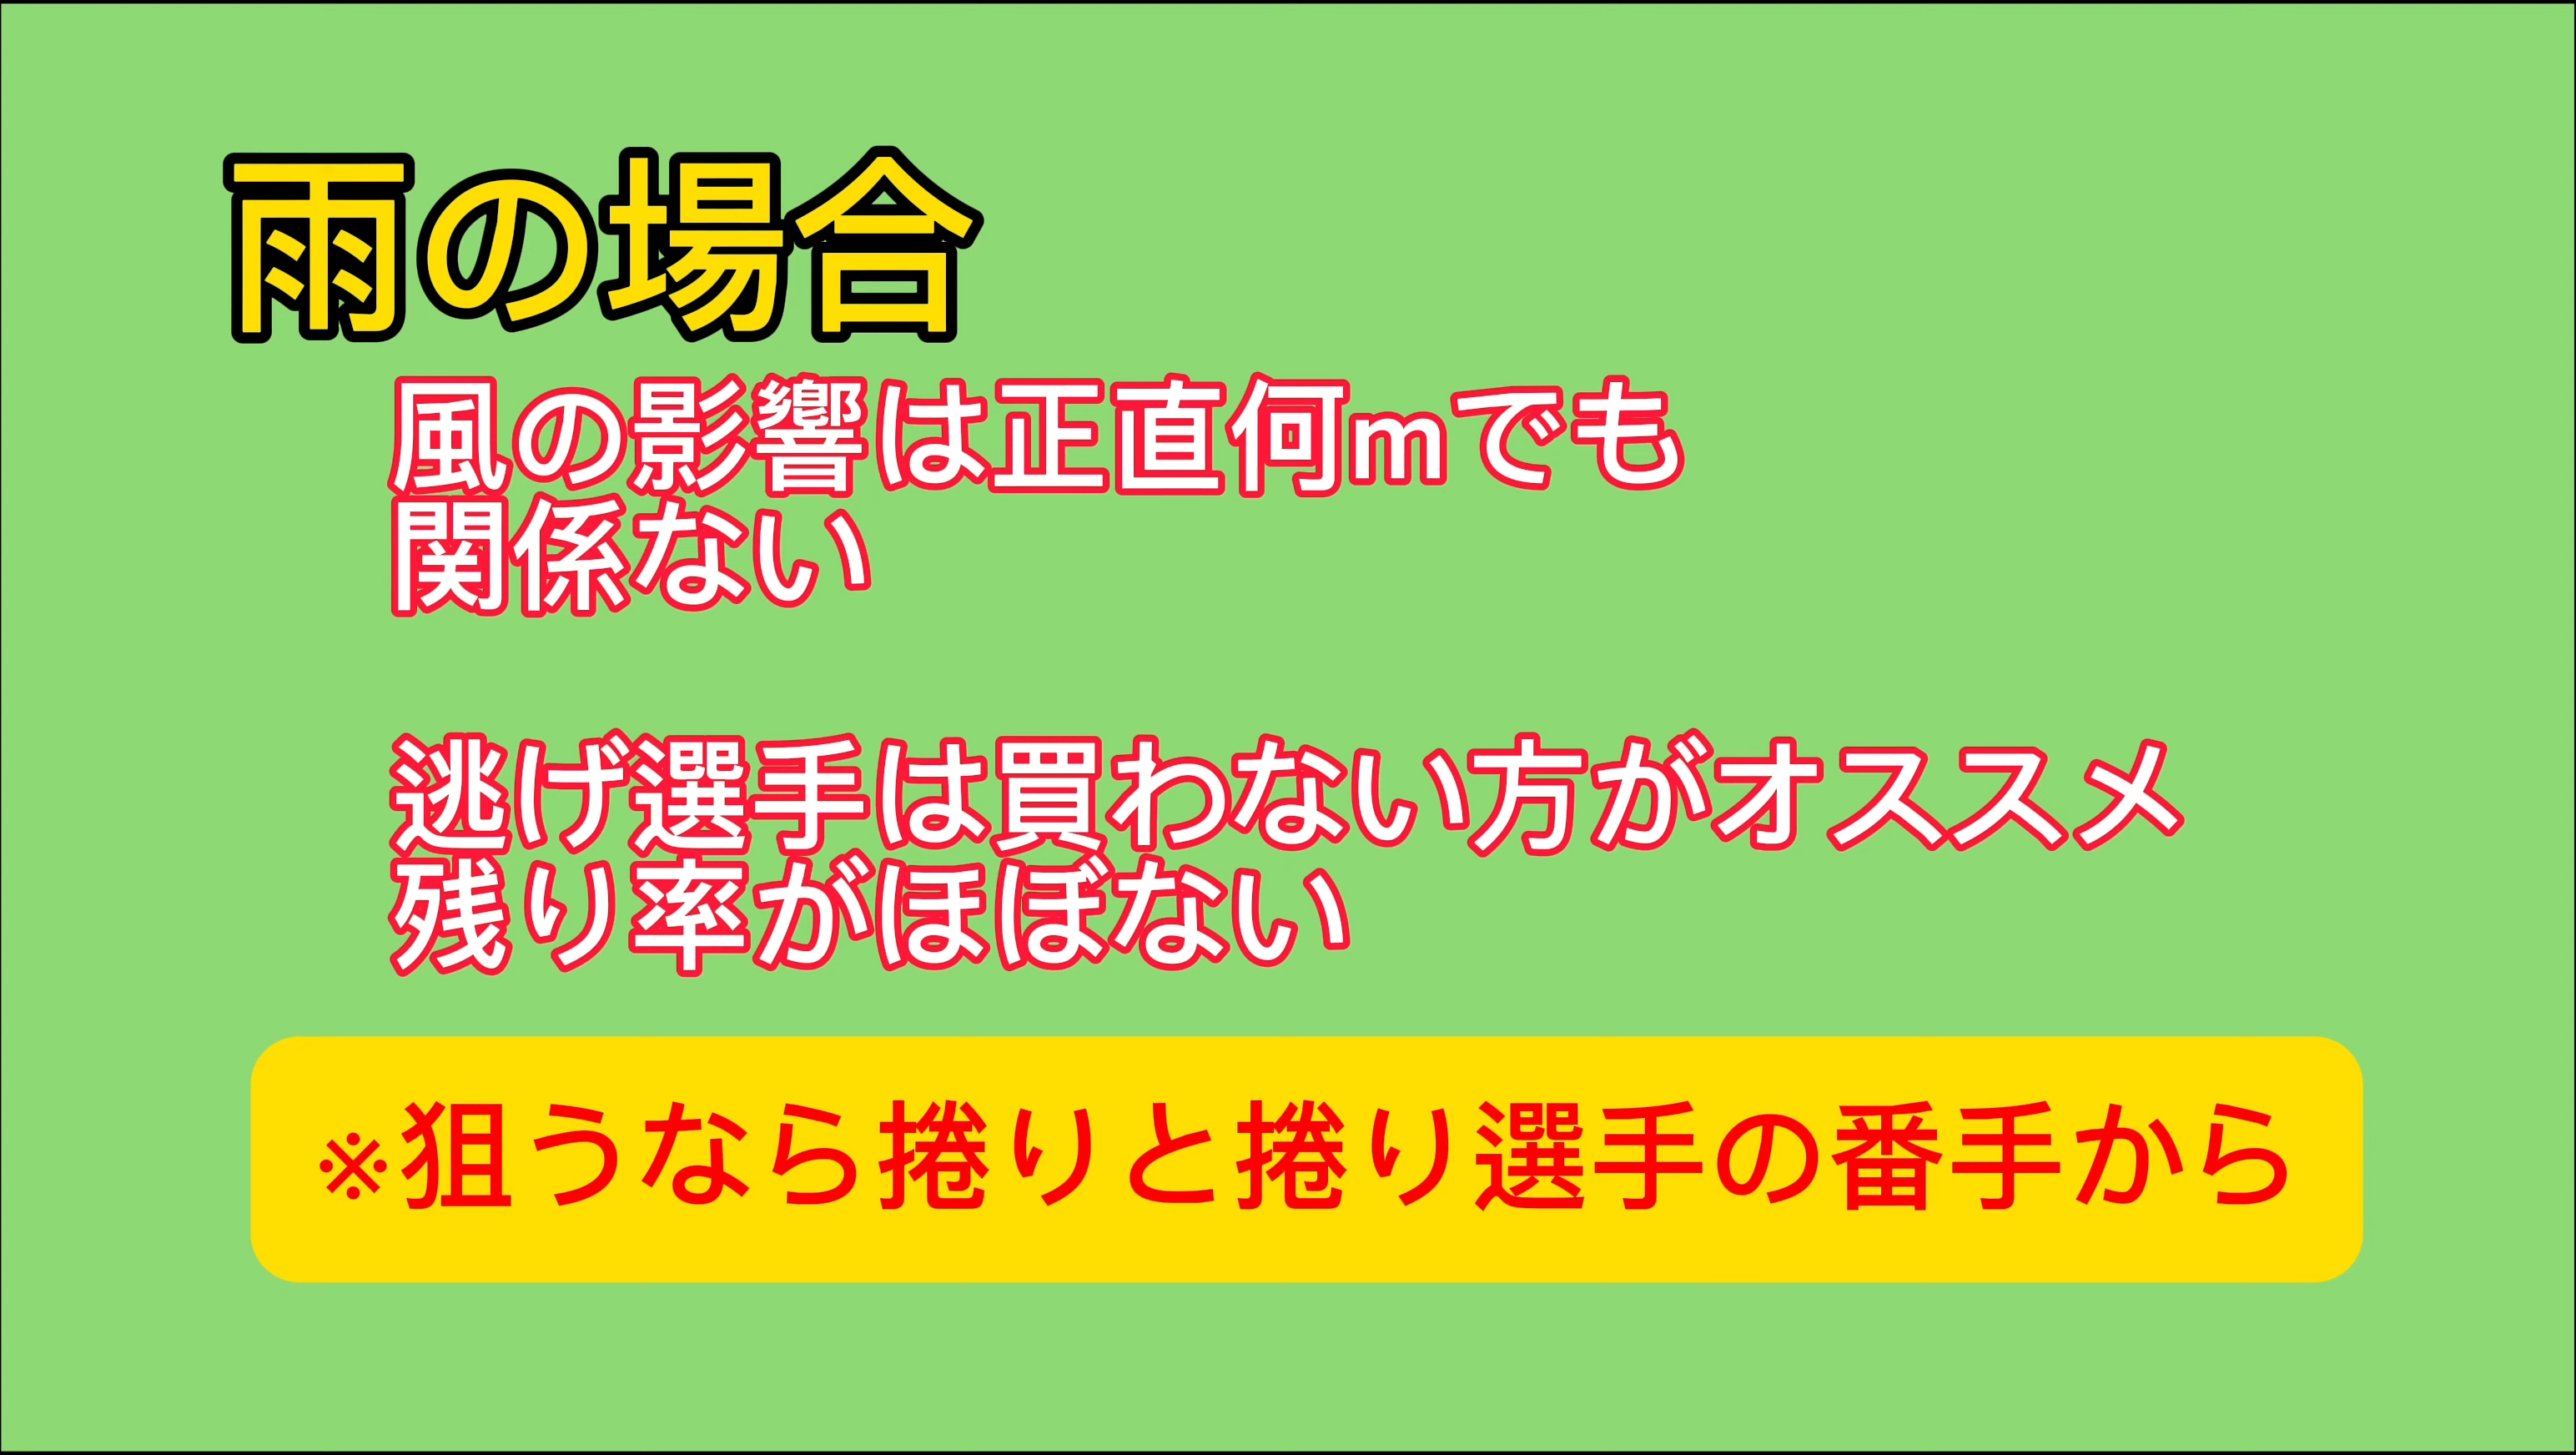 雨の場合
風の影響は正直何mでも
関係ない
逃げ選手は買わない方がオススメ
残り率がほぼない
※狙うなら捲りと捲り選手の番手から